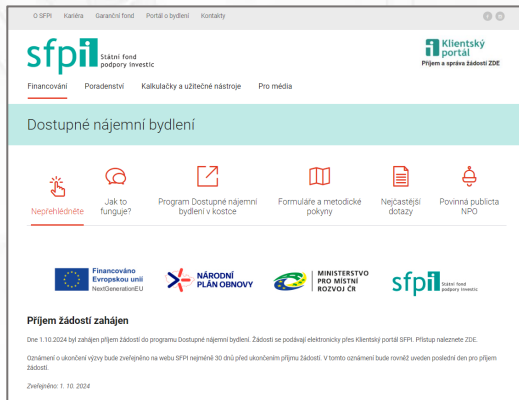 O SFPI Kariéra Garanční fond Portál o bydlení Kontakty
sfpi Státní fond
podpory investic
Klientský
portál
Příjem a správa žádostí ZDE
Financování Poradenství Kalkulačky a užitečné nástroje Pro média
Dostupné nájemní bydlení
Nepřehlédněte
Jak to
funguje?
Program Dostupné nájemní
bydlení v kostce
Formuláře a metodické
pokyny
Nejčastější
dotazy
Povinná publicta
NPO
Financováno
Evropskou unií
NextGenerationEU
NÁRODNÍ
PLÁN OBNOVY
MINISTERSTVO
PRO MÍSTNÍ
ROZVOJ ČR
sfpi Státní fond
podpory investic
Příjem žádostí zahájen
Dne 1.10.2024 byl zahájen příjem žádostí do programu Dostupné nájemní bydlení. Žádosti se podávají elektronicky přes Klientský portál SFPI. Přístup naleznete ZDE.
Oznámení o ukončení výzvy bude zveřejněno na webu SFPI nejméně 30 dnů před ukončením příjmu žádostí. V tomto oznámení bude rovněž uveden poslední den pro příjem
žádostí.
Zveřejněno: 1. 10. 2024